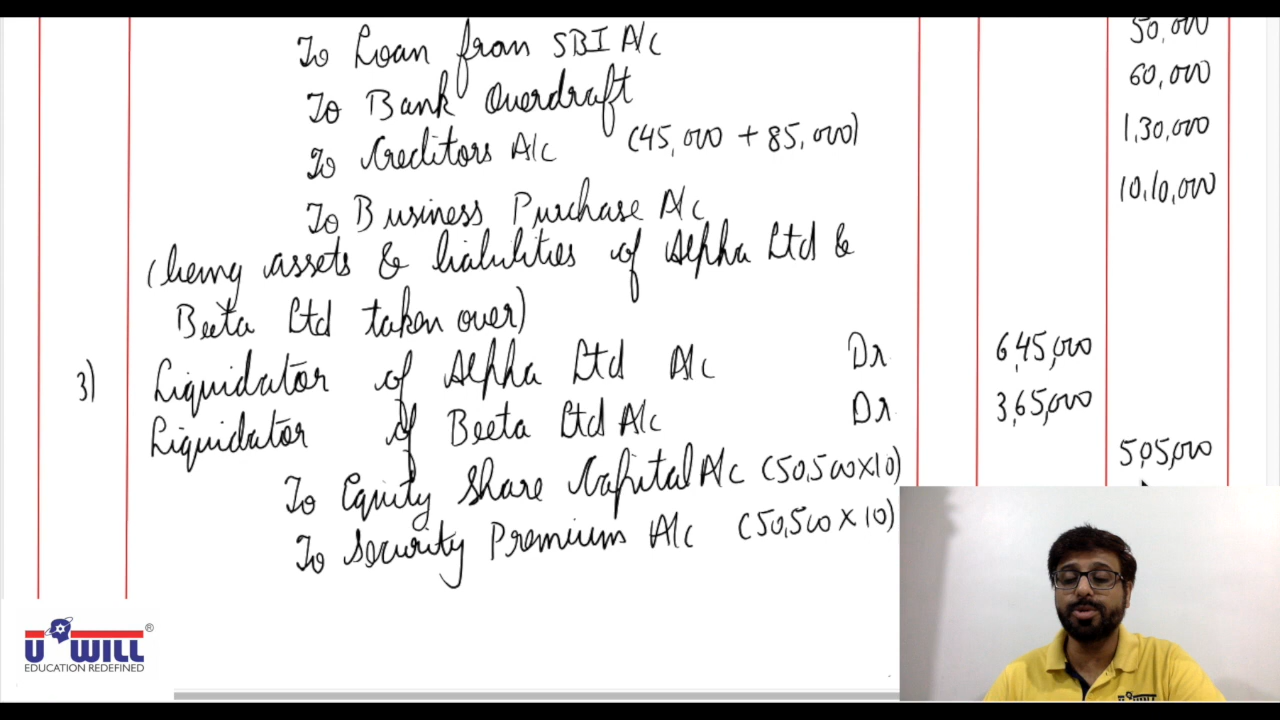 To Loan from SBI A/c 50,000
To Bank Overdraft 60,000
To Creditors A/c (45,000 + 85,000) 1,30,000
To Business Purchase A/c 10,10,000
(being assets & liabilities of Alpha Ltd &
Beeta Ltd taken over)
3) Liquidator of Alpha Ltd A/c Dr 6,45,000
Liquidator of Beeta Ltd A/c Dr 3,65,000
To Equity Share Capital A/c (50,500 X 10) 5,05,000
To Security Premium A/c (50,500 X 10)
U WILL ®
EDUCATION REDEFINED